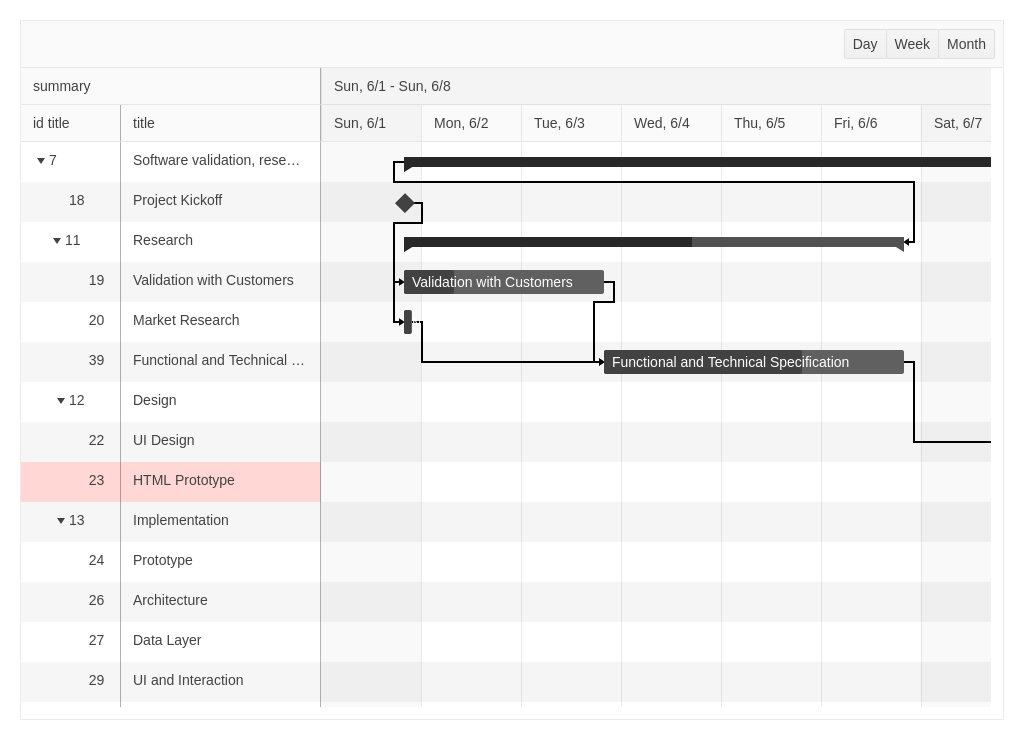 Day Week Month
summary Sun, 6/1 - Sun, 6/8
id title title Sun, 6/1 Mon, 6/2 Tue, 6/3 Wed, 6/4 Thu, 6/5 Fri, 6/6 Sat, 6/7
7 Software validation, rese…
18 Project Kickoff
11 Research
19 Validation with Customers Validation with Customers
20 Market Research
39 Functional and Technical … Functional and Technical Specification
12 Design
22 UI Design
23 HTML Prototype
13 Implementation
24 Prototype
26 Architecture
27 Data Layer
29 UI and Interaction